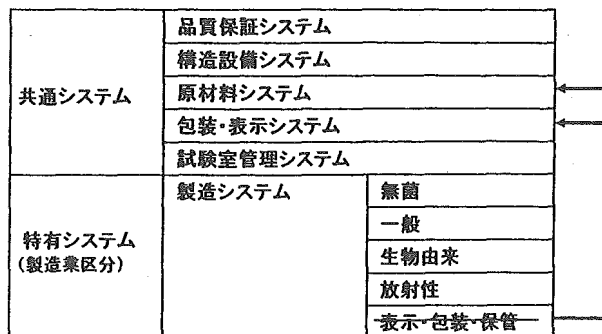 品質保証システム
構造設備システム
共通システム
原材料システム
包装・表示システム
試験室管理システム
特有システム
(製造業区分)
製造システム
無菌
一般
生物由来
放射性
表示・包装・保管